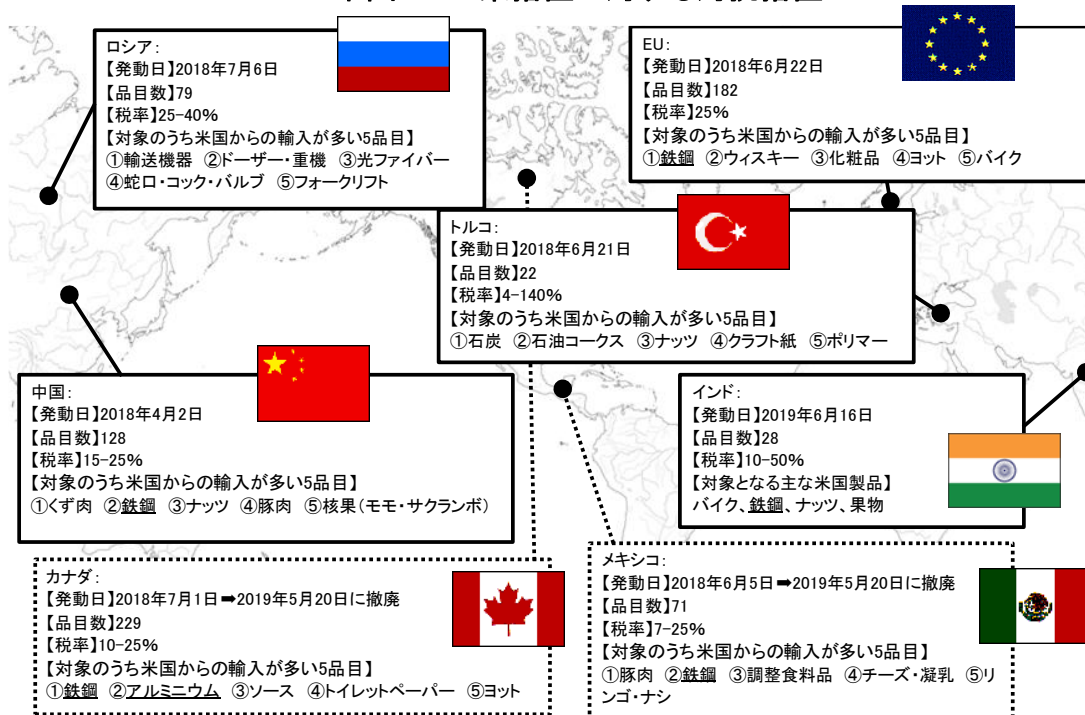 ロシア:
【発動日】2018年7月6日
【品目数】79
【税率】25-40%
【対象のうち米国からの輸入が多い5品目】
①輸送機器 ②ドーザー・重機 ③光ファイバー
④蛇口・コック・バルブ ⑤フォークリフト
EU:
【発動日】2018年6月22日
【品目数】182
【税率】25%
【対象のうち米国からの輸入が多い5品目】
①鉄鋼 ②ウィスキー ③化粧品 ④ヨット ⑤バイク
トルコ:
【発動日】2018年6月21日
【品目数】22
【税率】4-140%
【対象のうち米国からの輸入が多い5品目】
①石炭 ②石油コークス ③ナッツ ④クラフト紙 ⑤ポリマー
中国:
【発動日】2018年4月2日
【品目数】128
【税率】15-25%
【対象のうち米国からの輸入が多い5品目】
①くず肉 ②鉄鋼 ③ナッツ ④豚肉 ⑤核果(モモ・サクランボ)
インド:
【発動日】2019年6月16日
【品目数】28
【税率】10-50%
【対象となる主な米国製品】
バイク、鉄鋼、ナッツ、果物
カナダ:
【発動日】2018年7月1日➡2019年5月20日に撤廃
【品目数】229
【税率】10-25%
【対象のうち米国からの輸入が多い5品目】
①鉄鋼 ②アルミニウム ③ソース ④トイレットペーパー ⑤ヨット
メキシコ:
【発動日】2018年6月5日➡2019年5月20日に撤廃
【品目数】71
【税率】7-25%
【対象のうち米国からの輸入が多い5品目】
①豚肉 ②鉄鋼 ③調整食料品 ④チーズ・凝乳 ⑤リ
ンゴ・ナシ